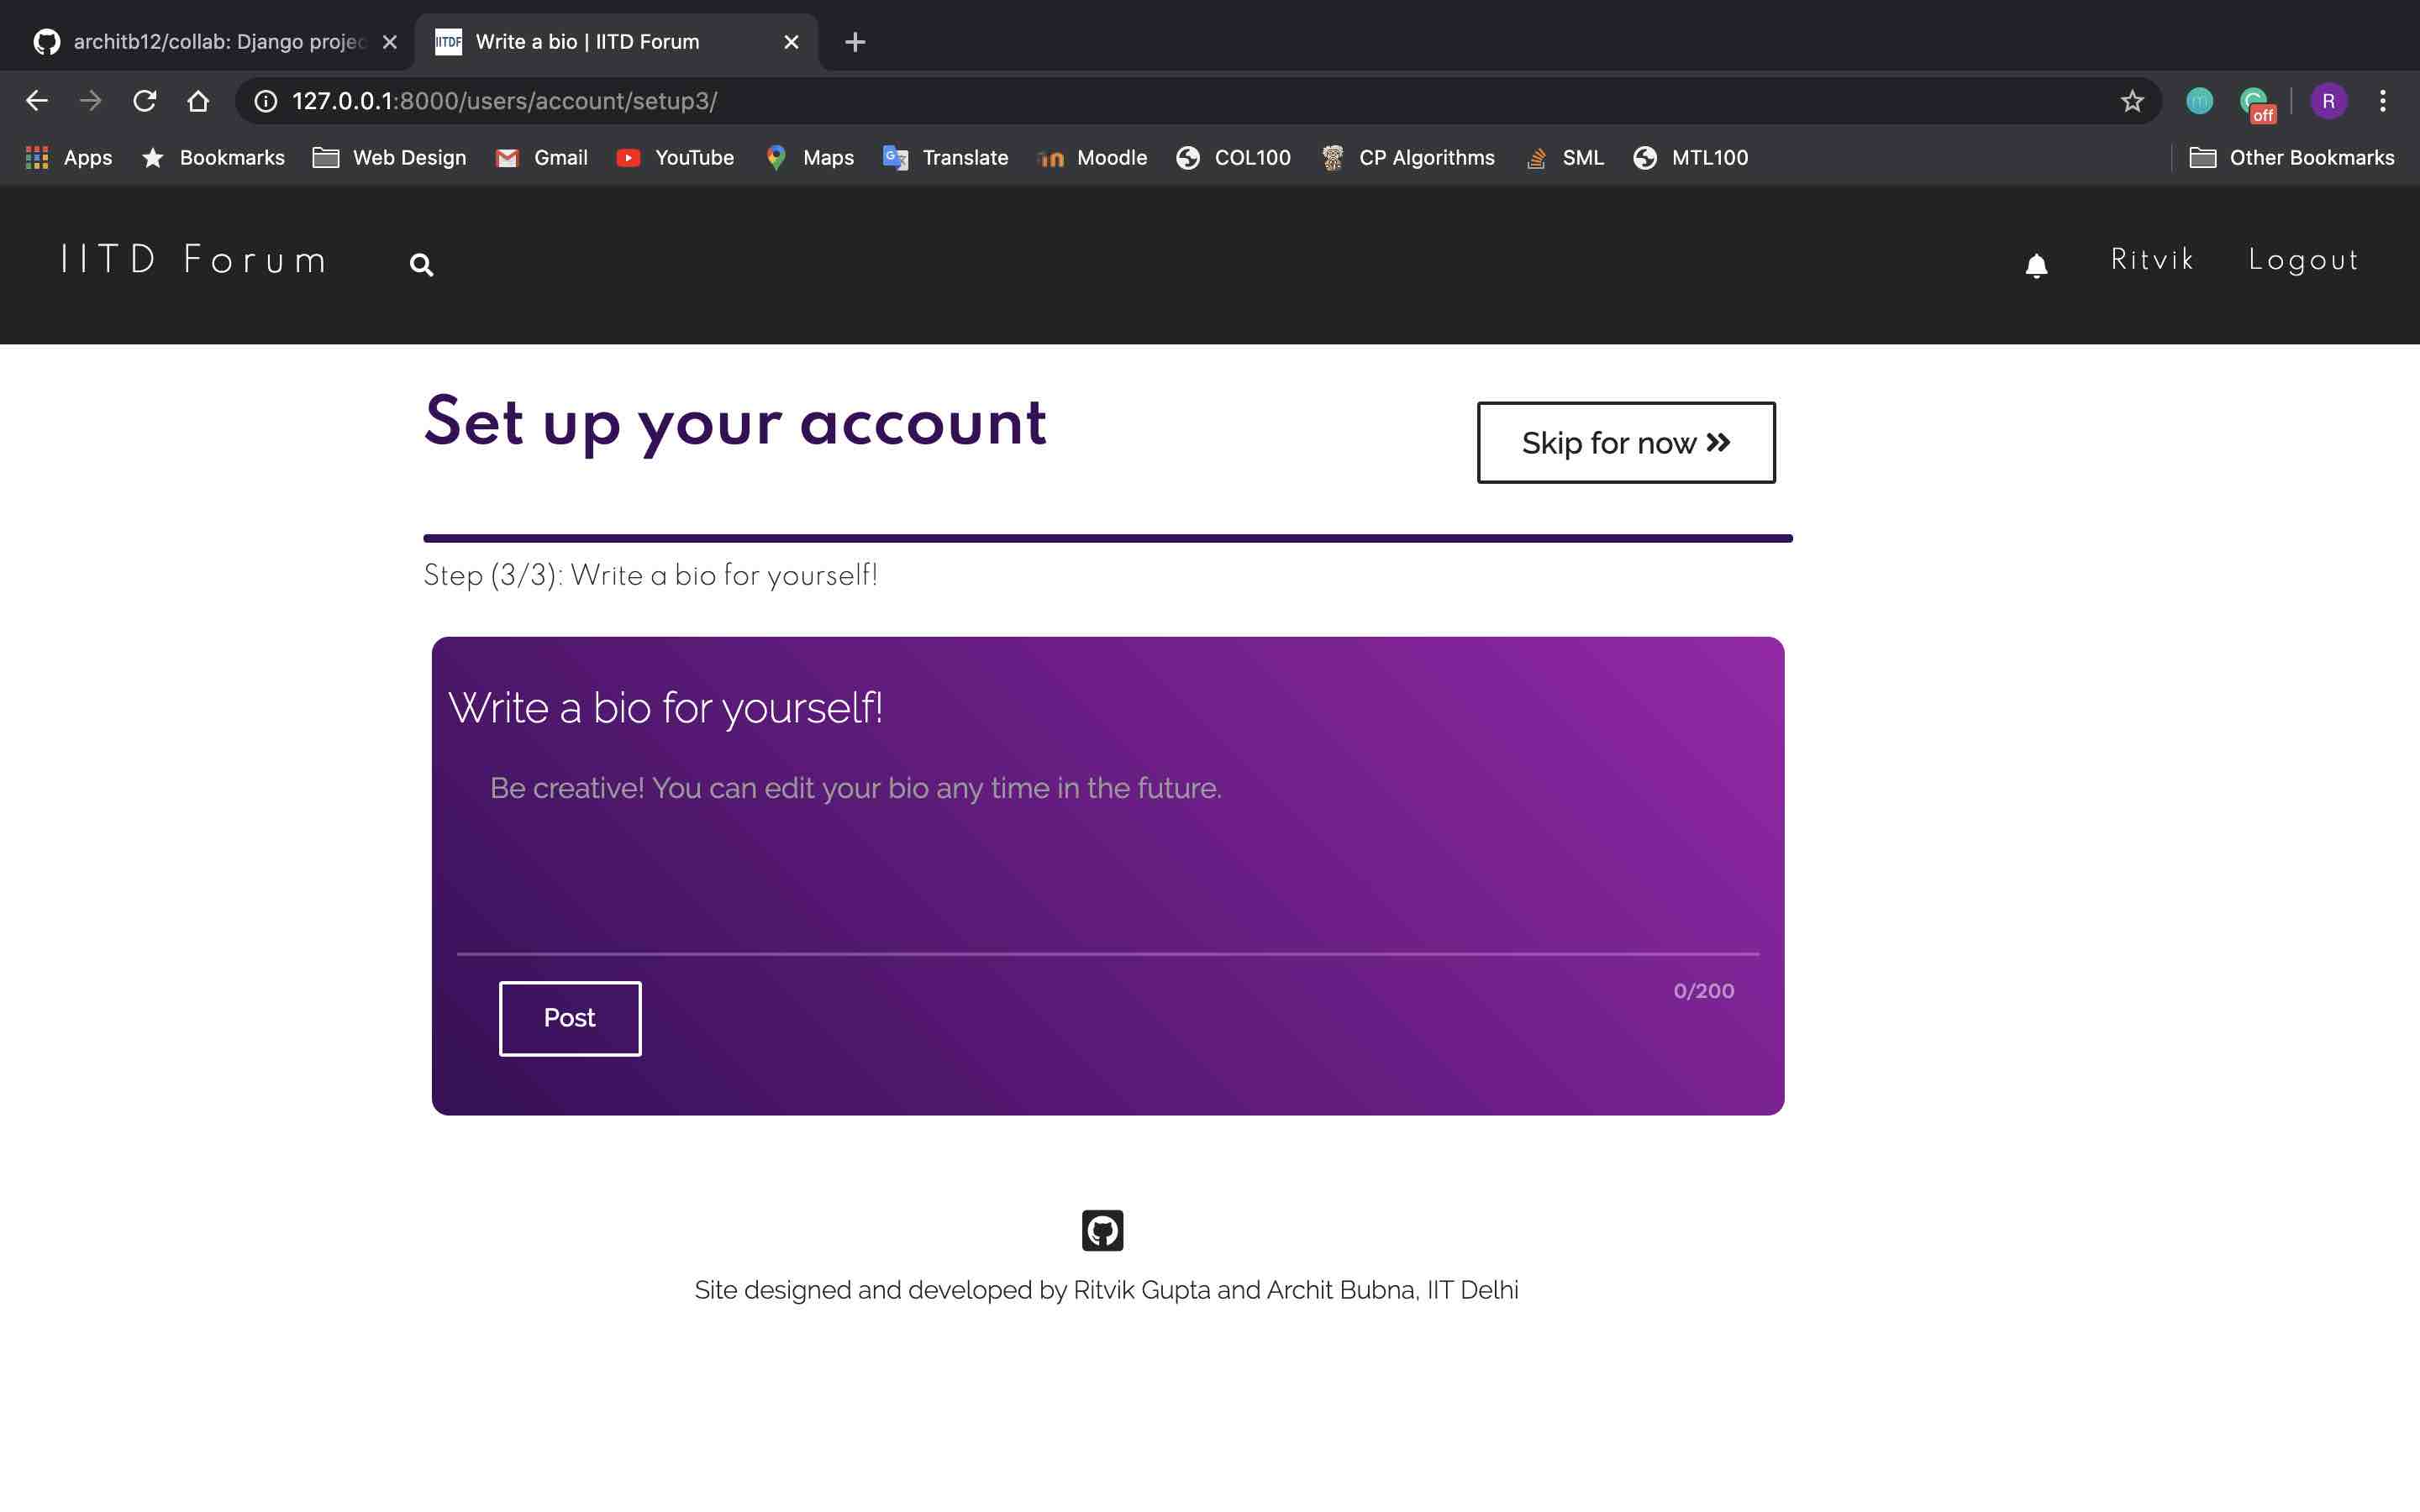 architb12/collab: Django projec
IITDF Write a bio | IITD Forum
127.0.0.1:8000/users/account/setup3/
off
R
Apps Bookmarks Web Design Gmail YouTube Maps Translate Moodle COL100 CP Algorithms SML MTL100 Other Bookmarks
IITD Forum Ritvik Logout
Set up your account
Skip for now
Step (3/3): Write a bio for yourself!
Write a bio for yourself!
Be creative! You can edit your bio any time in the future.
0/200
Post
Site designed and developed by Ritvik Gupta and Archit Bubna, IIT Delhi